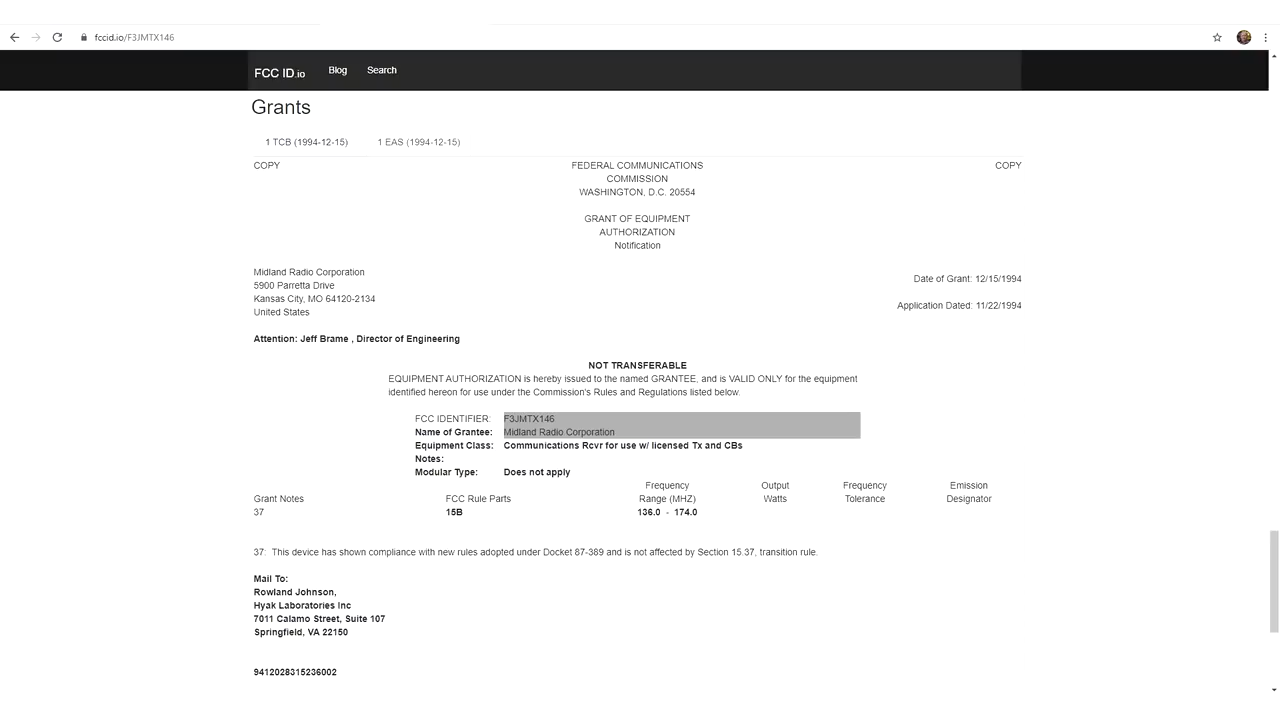 fccid.io/F3JMTX146
FCC ID.io Blog Search
Grants
1 TCB (1994-12-15) 1 EAS (1994-12-15)
COPY FEDERAL COMMUNICATIONS COPY
COMMISSION
WASHINGTON, D.C. 20554
GRANT OF EQUIPMENT
AUTHORIZATION
Notification
Midland Radio Corporation
5900 Parretta Drive
Kansas City, MO 64120-2134
United States
Date of Grant: 12/15/1994
Application Dated: 11/22/1994
Attention: Jeff Brame , Director of Engineering
NOT TRANSFERABLE
EQUIPMENT AUTHORIZATION is hereby issued to the named GRANTEE, and is VALID ONLY for the equipment
identified hereon for use under the Commission's Rules and Regulations listed below.
FCC IDENTIFIER: F3JMTX146
Name of Grantee: Midland Radio Corporation
Equipment Class: Communications Rcvr for use w/ licensed Tx and CBs
Notes:
Modular Type: Does not apply
Frequency Output Frequency Emission
Grant Notes FCC Rule Parts Range (MHZ) Watts Tolerance Designator
37 15B 136.0 - 174.0
37: This device has shown compliance with new rules adopted under Docket 87-389 and is not affected by Section 15.37, transition rule.
Mail To:
Rowland Johnson,
Hyak Laboratories Inc
7011 Calamo Street, Suite 107
Springfield, VA 22150
9412028315236002